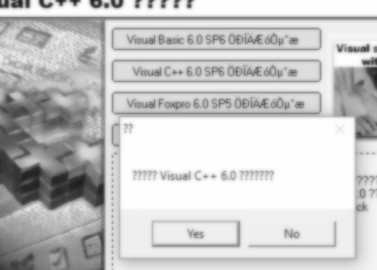 ual C++ 6.0 ?????
Visual Basic 6.0 SP6 ÖÐÎÄÆóÒµ°æ
Visual C++ 6.0 SP6 ÖÐÎÄÆóÒµ°æ
Visual Foxpro 6.0 SP5 ÖÐÎÄÆóÒµ°æ
Visual s
wit
??
????? Visual C++ 6.0 ???????
Yes
No
????
.0 ??
ck